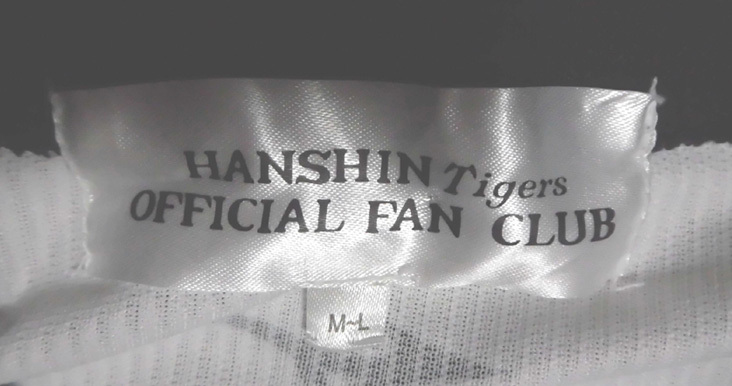 HANSHIN Tigers
OFFICIAL FAN CLUB
M~L